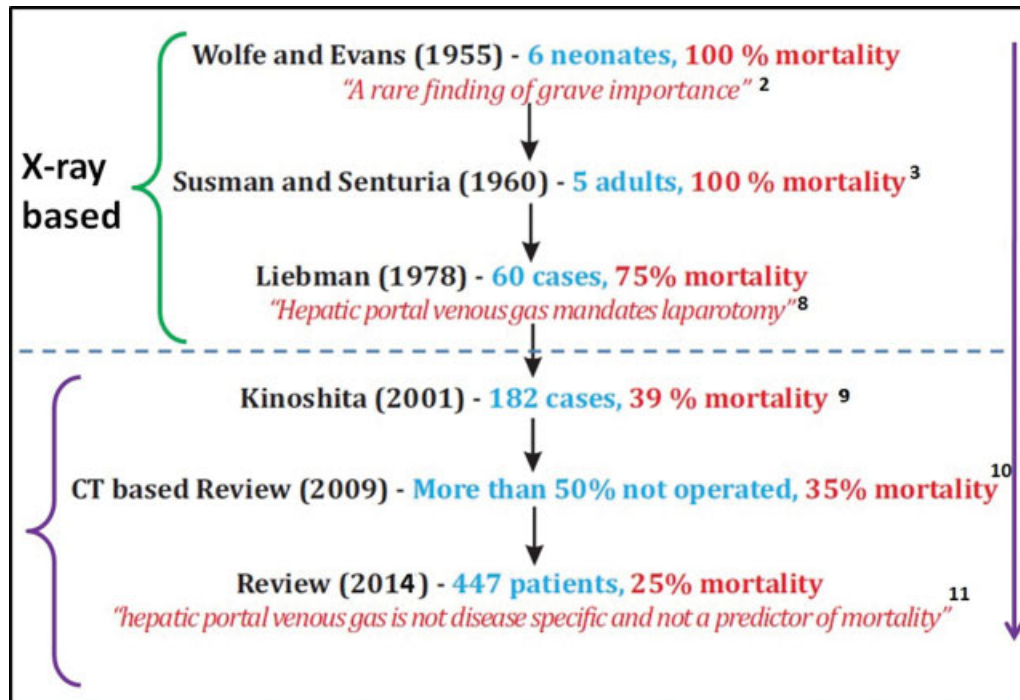 Wolfe and Evans (1955) - 6 neonates, 100 % mortality
"A rare finding of grave importance" 2
X-ray
based
Susman and Senturia (1960) - 5 adults, 100 % mortality 3
Liebman (1978) - 60 cases, 75% mortality
"Hepatic portal venous gas mandates laparotomy" 8
Kinoshita (2001) - 182 cases, 39 % mortality 9
CT based Review (2009) - More than 50% not operated, 35% mortality 10
Review (2014) - 447 patients, 25% mortality
"hepatic portal venous gas is not disease specific and not a predictor of mortality" 11